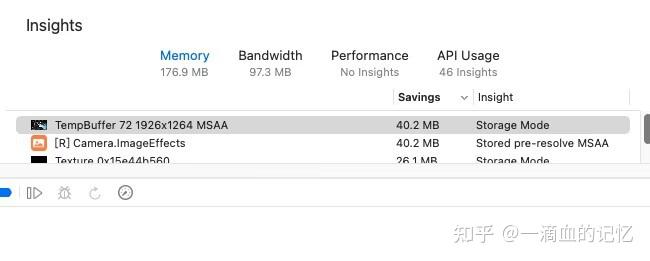 Insights
Memory Bandwidth Performance API Usage
176.9 MB 97.3 MB No Insights 46 Insights
Savings Insight
TempBuffer 72 1926x1264 MSAA 40.2 MB Storage Mode
[R] Camera.ImageEffects 40.2 MB Stored pre-resolve MSAA
Texture 0x15e44b560 26.1 MB Storage Mode
知乎 @一滴血的记忆